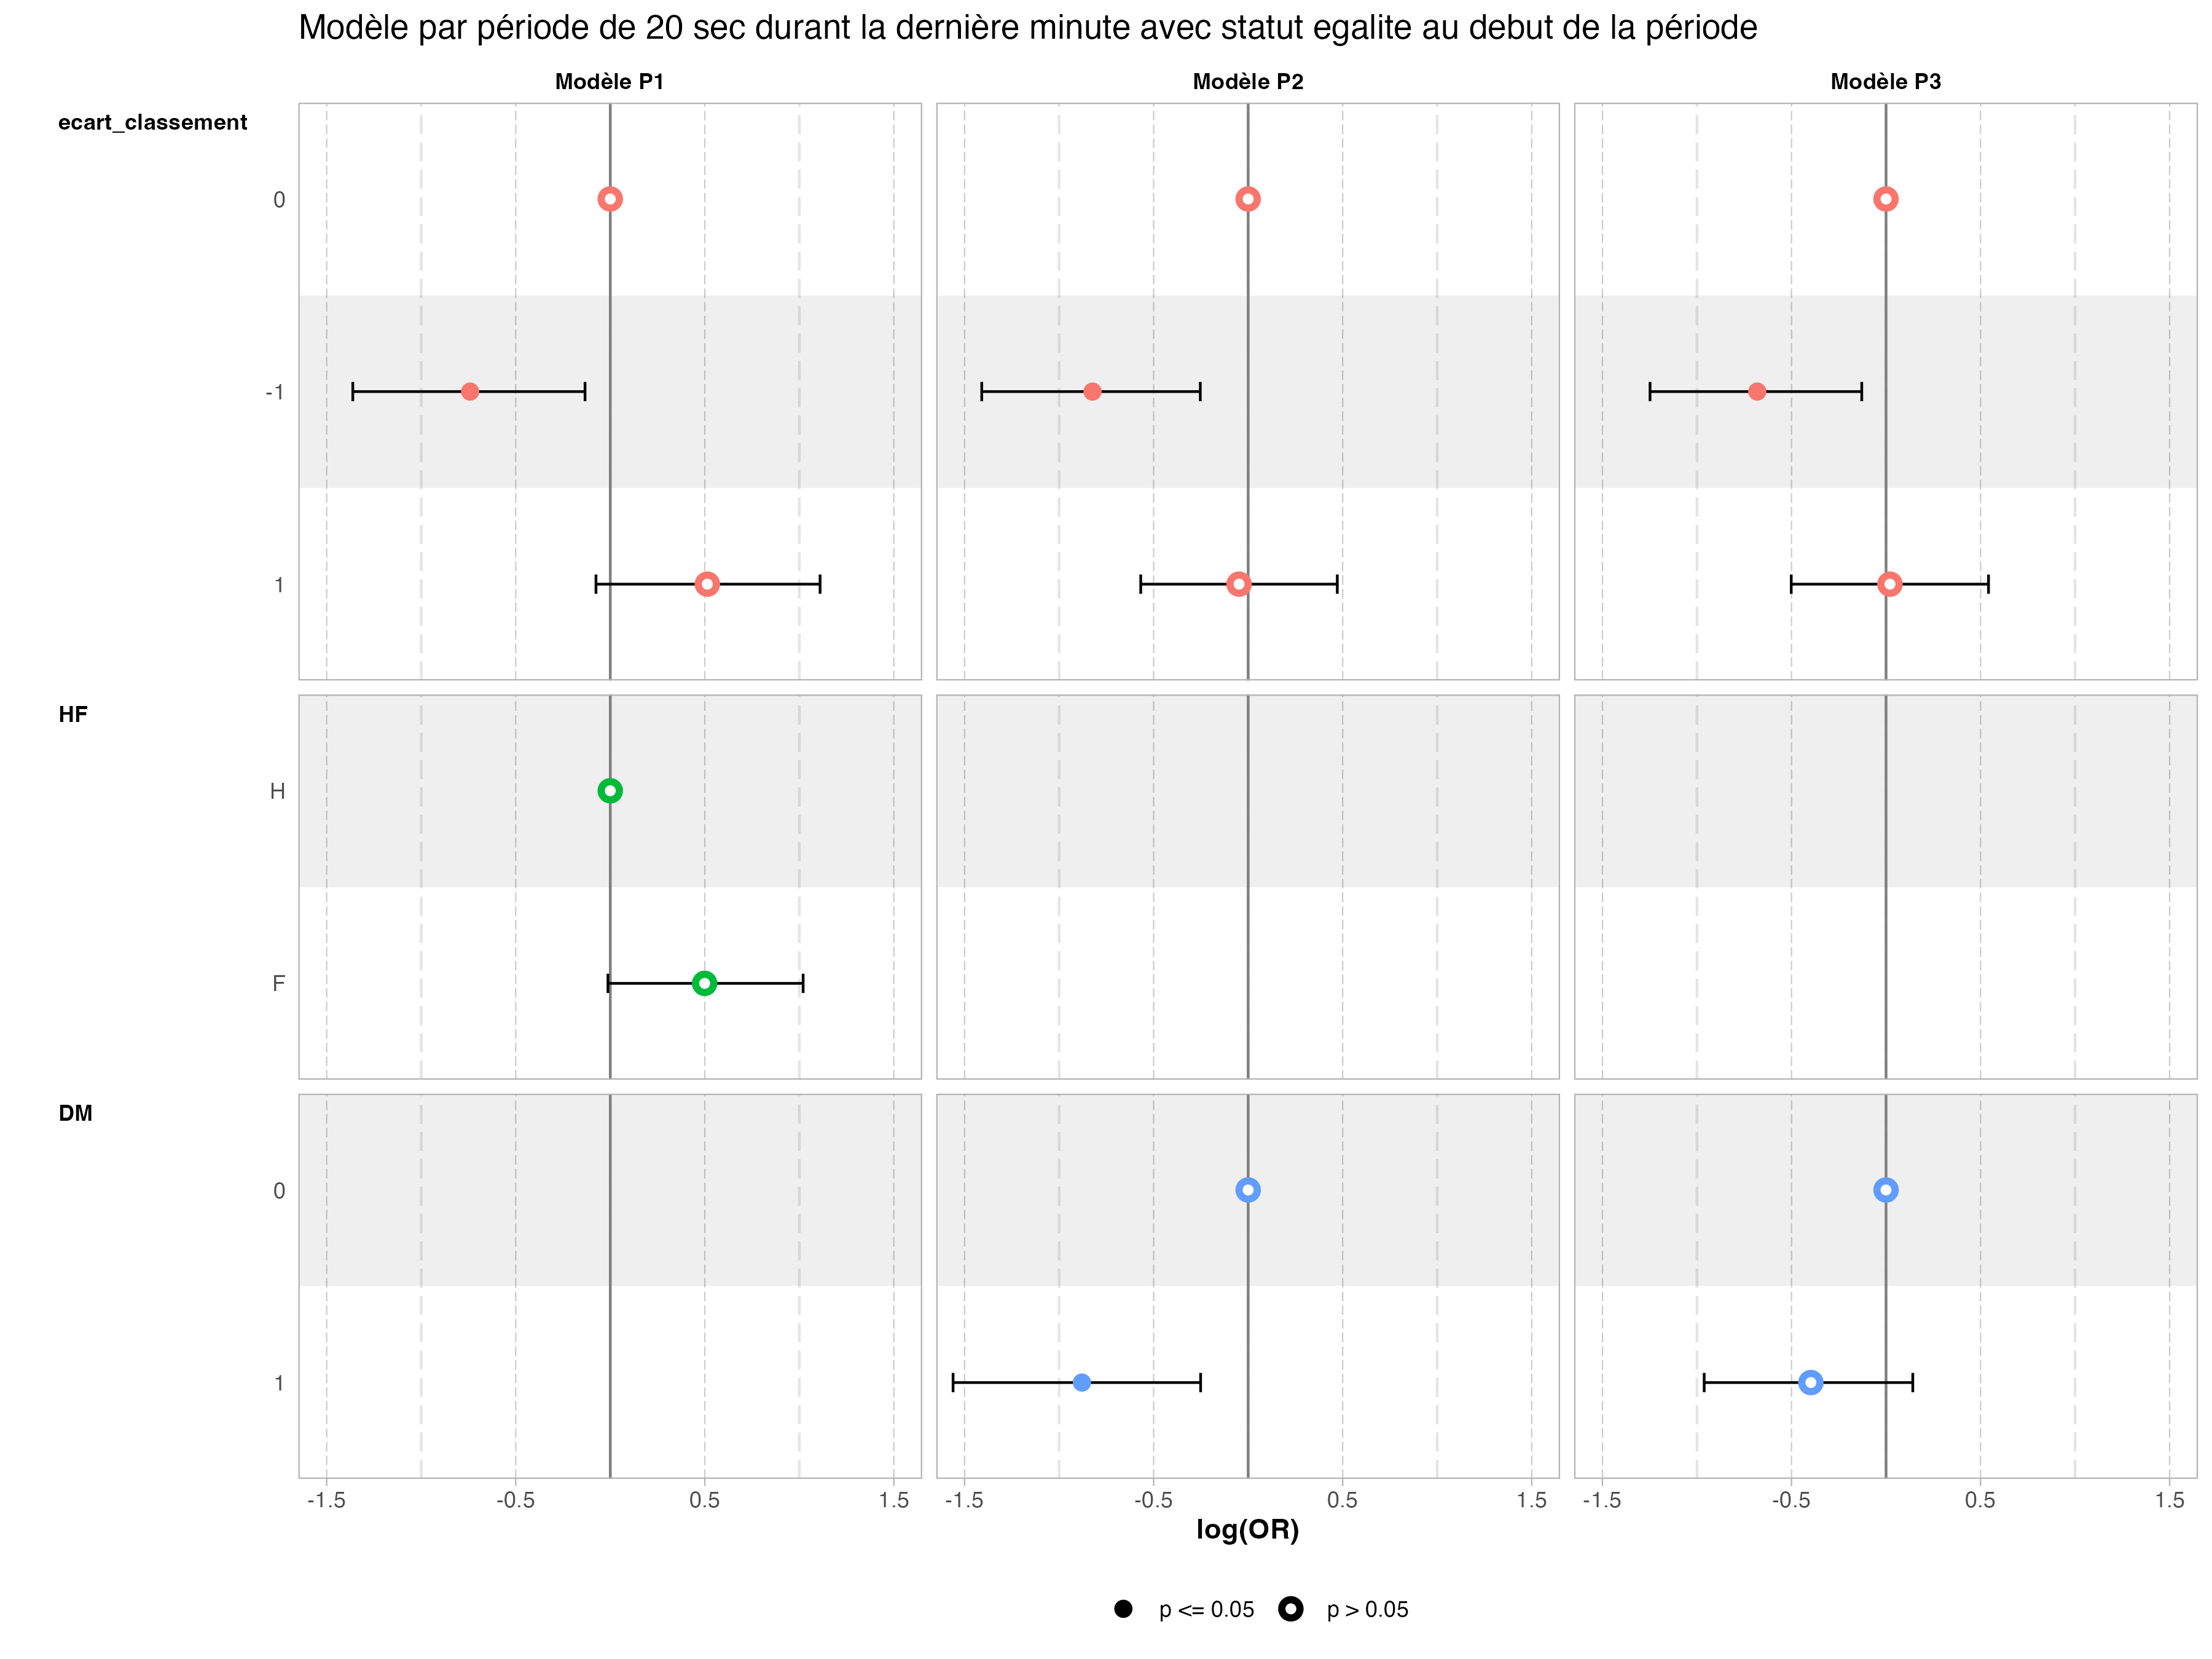 Modèle par période de 20 sec durant la dernière minute avec statut egalite au debut de la période
Modèle P1 Modèle P2 Modèle P3
ecart_classement
0
-1
1
HF
H
F
DM
0
1
-1.5 -0.5 0.5 1.5 -1.5 -0.5 0.5 1.5 -1.5 -0.5 0.5 1.5
log(OR)
p <= 0.05 p > 0.05